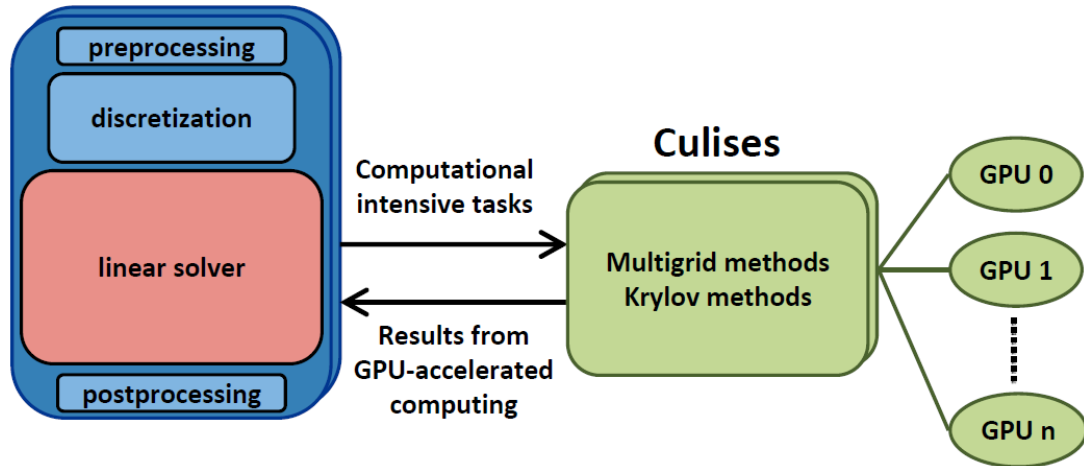 preprocessing
discretization
linear solver
postprocessing
Computational
intensive tasks
Results from
GPU-accelerated
computing
Culises
Multigrid methods
Krylov methods
GPU 0
GPU 1
GPU n